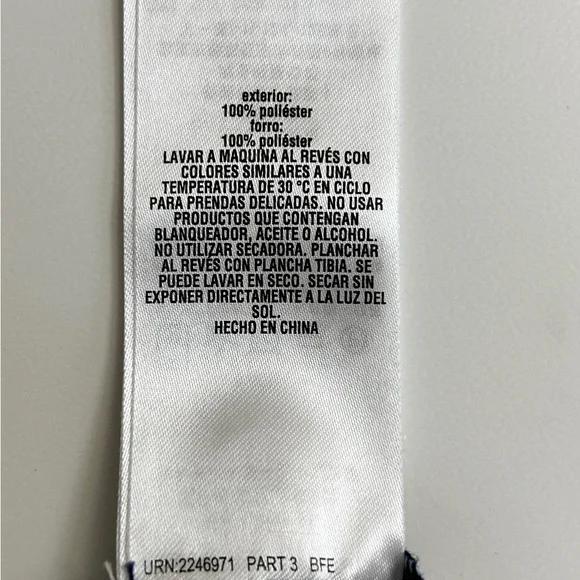 exterior:
100% poliéster
forro:
100% poliéster
LAVAR A MAQUINA AL REVÉS CON
COLORES SIMILARES A UNA
TEMPERATURA DE 30 °C EN CICLO
PARA PRENDAS DELICADAS. NO USAR
PRODUCTOS QUE CONTENGAN
BLANQUEADOR, ACEITE O ALCOHOL.
NO UTILIZAR SECADORA. PLANCHAR
AL REVÉS CON PLANCHA TIBIA. SE
PUEDE LAVAR EN SECO. SECAR SIN
EXPONER DIRECTAMENTE A LA LUZ DEL
SOL.
HECHO EN CHINA
URN:2246971 PART 3 BFE